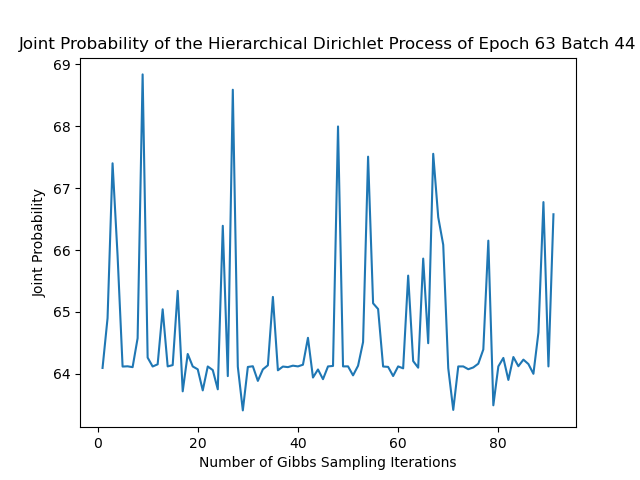 Joint Probability of the Hierarchical Dirichlet Process of Epoch 63 Batch 44
69
68
67
66
65
64
Joint Probability
0 20 40 60 80
Number of Gibbs Sampling Iterations